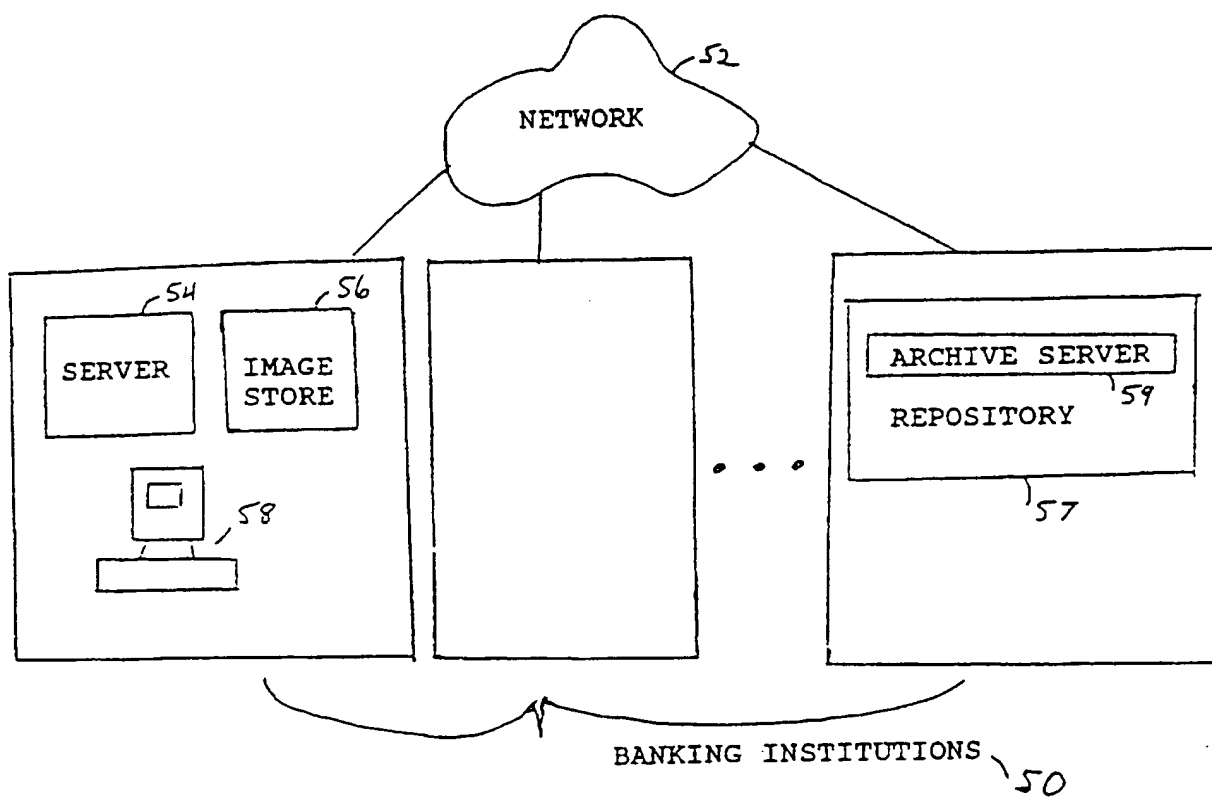 52
NETWORK
54
56
SERVER
IMAGE
STORE
ARCHIVE SERVER
59
REPOSITORY
57
58
BANKING INSTITUTIONS
50